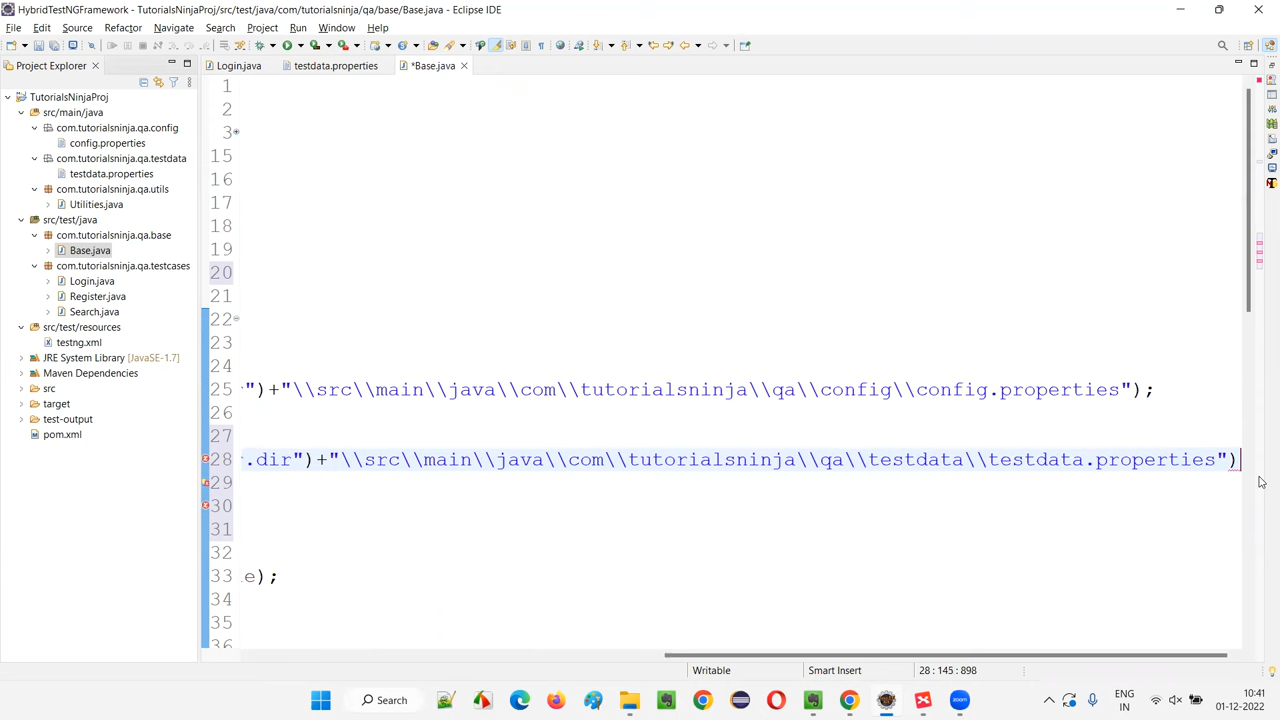 HybridTestNGFramework - TutorialsNinjaProj/src/test/java/com/tutorialsninja/qa/base/Base.java - Eclipse IDE
File Edit Source Refactor Navigate Search Project Run Window Help
Project Explorer
Login.java testdata.properties *Base.java
TutorialsNinjaProj
src/main/java
com.tutorialsninja.qa.config
config.properties
com.tutorialsninja.qa.testdata
testdata.properties
com.tutorialsninja.qa.utils
Utilities.java
src/test/java
com.tutorialsninja.qa.base
Base.java
com.tutorialsninja.qa.testcases
Login.java
Register.java
Search.java
src/test/resources
testng.xml
JRE System Library [JavaSE-1.7]
Maven Dependencies
src
target
test-output
pom.xml
1
2
3
15
16
17
18
19
20
21
22
23
24
25 ")+"\\src\\main\\java\\com\\tutorialsninja\\qa\\config\\config.properties");
26
27
28 .dir")+"\\src\\main\\java\\com\\tutorialsninja\\qa\\testdata\\testdata.properties")
29
30
31
32
33 e);
34
35
36
Writable Smart Insert 28 : 145 : 898
Search
ENG
IN
10:41
01-12-2022